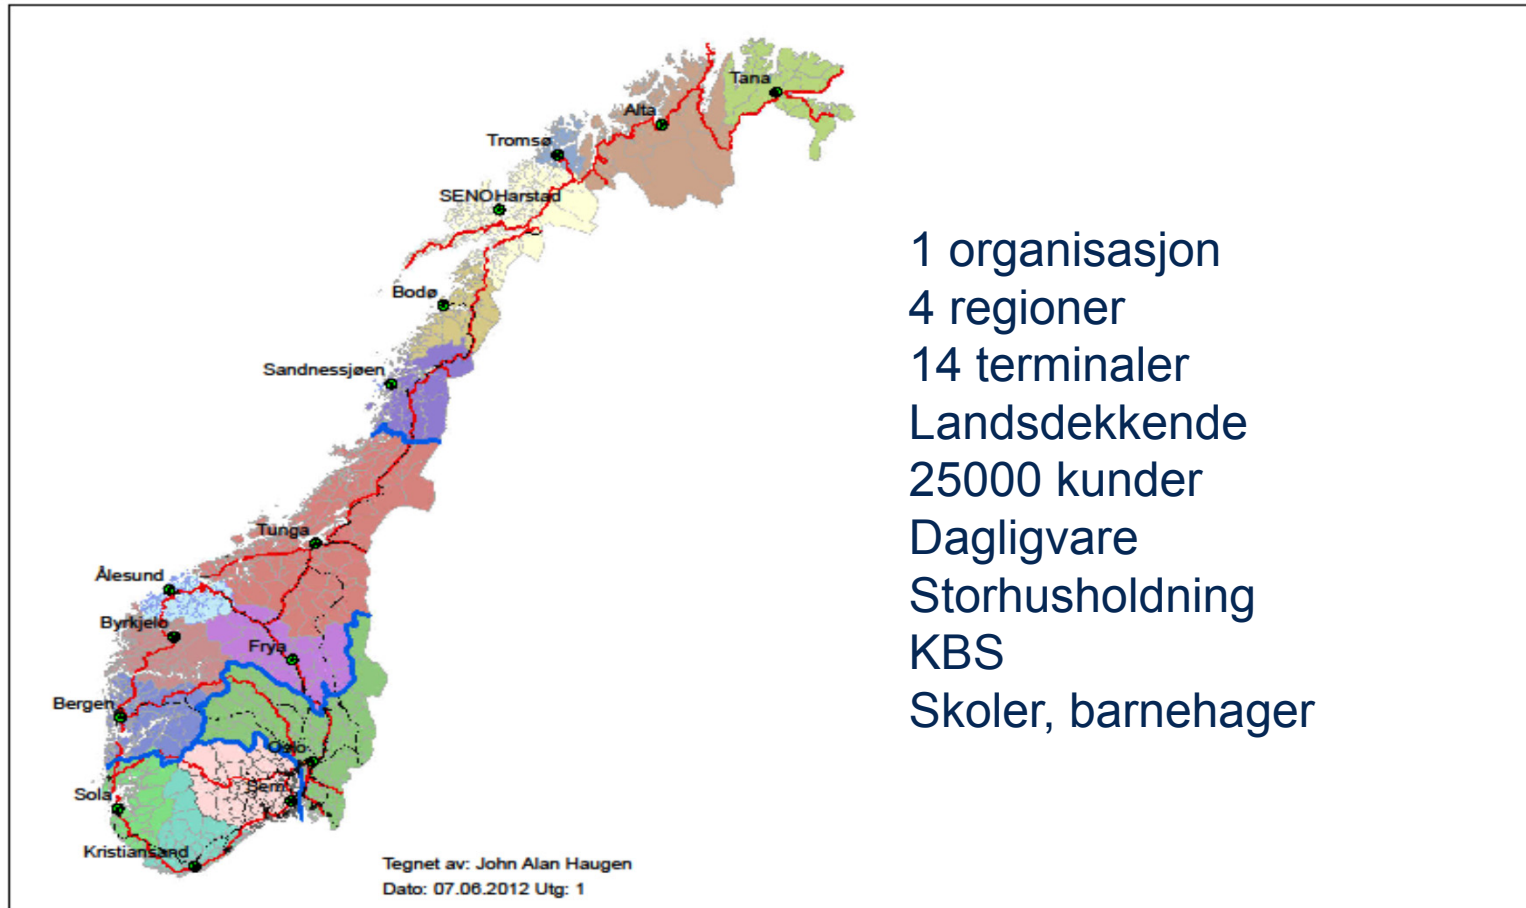 Tana
Alta
Tromsø
SENOHarstad
Bodø
Sandnessjøen
Tunga
Ålesund
Byrkjelo
Frya
Bergen
Oslo
Sem
Sola
Kristiansand
Tegnet av: John Alan Haugen
Dato: 07.06.2012 Utg: 1
1 organisasjon
4 regioner
14 terminaler
Landsdekkende
25000 kunder
Dagligvare
Storhusholdning
KBS
Skoler, barnehager